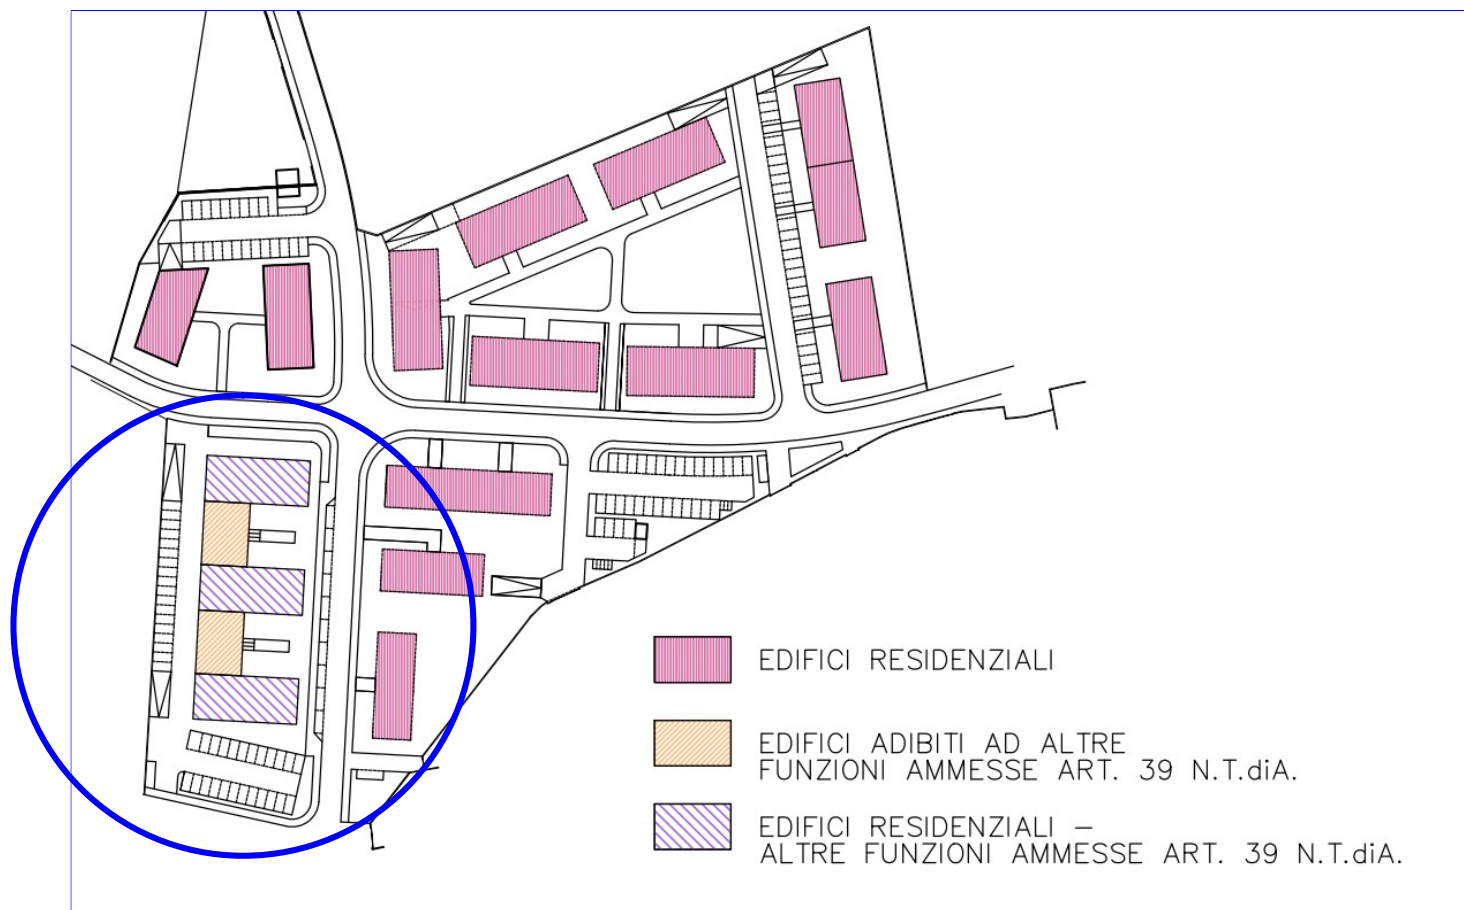 EDIFICI RESIDENZIALI
EDIFICI ADIBITI AD ALTRE
FUNZIONI AMMESSE ART. 39 N.T.diA.
EDIFICI RESIDENZIALI –
ALTRE FUNZIONI AMMESSE ART. 39 N.T.diA.